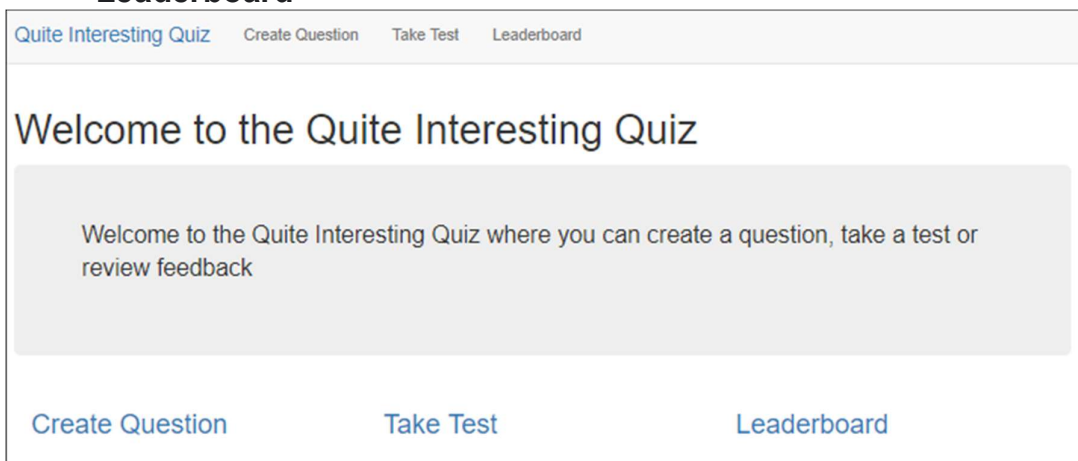 Leaderboard
Quite Interesting Quiz Create Question Take Test Leaderboard
Welcome to the Quite Interesting Quiz
Welcome to the Quite Interesting Quiz where you can create a question, take a test or
review feedback
Create Question Take Test Leaderboard